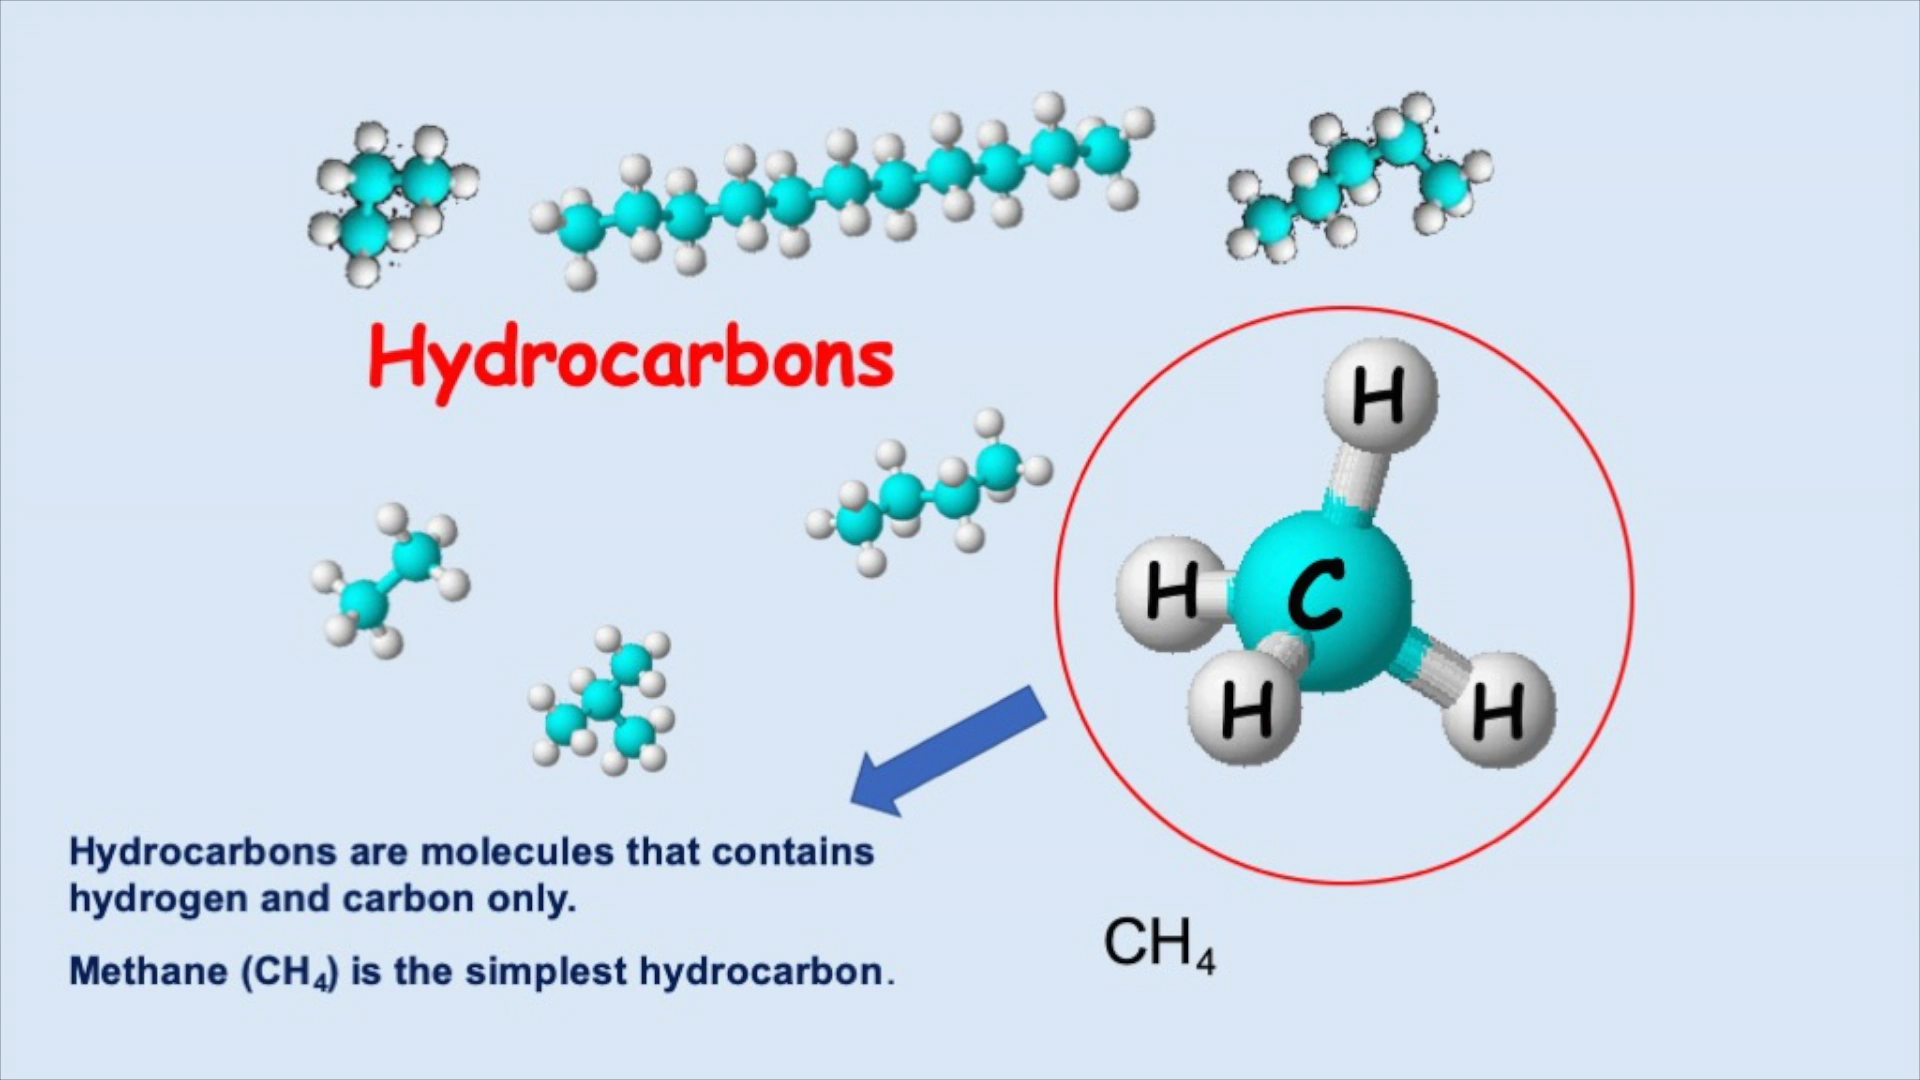 Hydrocarbons
H
C
H
H
H
Hydrocarbons are molecules that contains
hydrogen and carbon only.
Methane (CH₄) is the simplest hydrocarbon.
CH₄